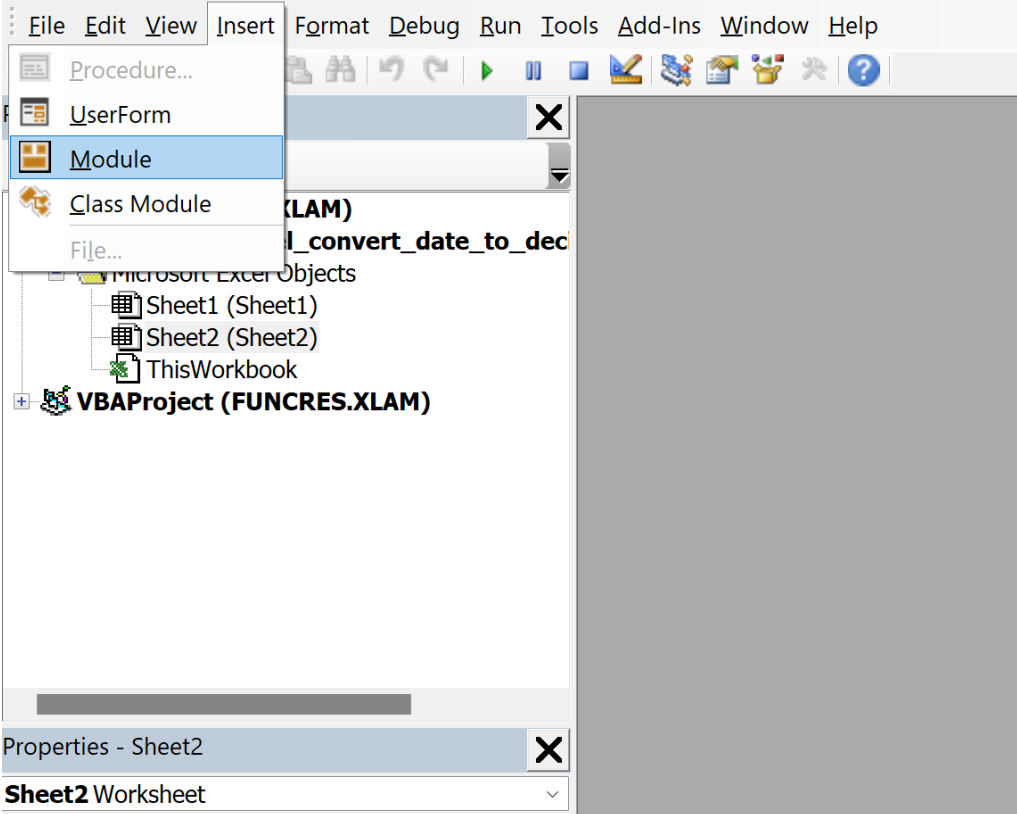 File Edit View Insert Format Debug Run Tools Add-Ins Window Help
Procedure...
UserForm
Module
Class Module
File...
XLAM)
l_convert_date_to_deci
Microsoft Excel Objects
Sheet1 (Sheet1)
Sheet2 (Sheet2)
ThisWorkbook
VBAProject (FUNCRES.XLAM)
Properties - Sheet2
Sheet2 Worksheet